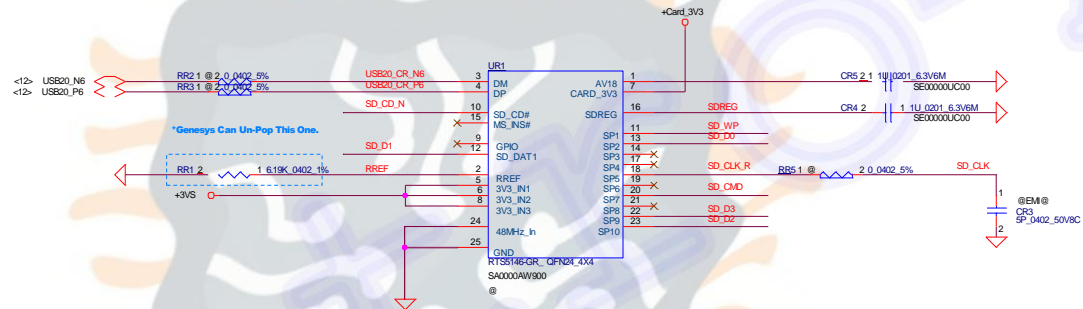 +Card_3V3
UR1
<12> USB20_N6 RR2 1 @ 2 0_0402_5% USB20_CR_N6 3 DM AV18 1 CR5 2 1 1U_0201_6.3V6M
<12> USB20_P6 RR3 1 @ 2 0_0402_5% USB20_CR_P6 4 DP CARD_3V3 7 SE00000UC00
SD_CD_N 10 SD_CD# SDREG 16 SDREG CR4 2 1 1U_0201_6.3V6M
15 MS_INS# SE00000UC00
*Genesys Can Un-Pop This One.
SP1 11 SD_WP
9 GPIO SP2 13 SD_D0
SD_D1 12 SD_DAT1 SP3 14
SP4 17
RR1 2 1 6.19K_0402_1% RREF 2 RREF SP5 18 SD_CLK_R RR5 1 @ 2 0_0402_5% SD_CLK
+3VS 5 3V3_IN1 SP6 19
6 3V3_IN2 SP7 20 SD_CMD
8 3V3_IN3 SP8 21
SP9 22 SD_D3
24 48MHz_In SP10 23 SD_D2
25 GND
1 @EMI@
CR3
2 5P_0402_50V8C
RTS5146-GR_QFN24_4X4
SA0000AW900
@